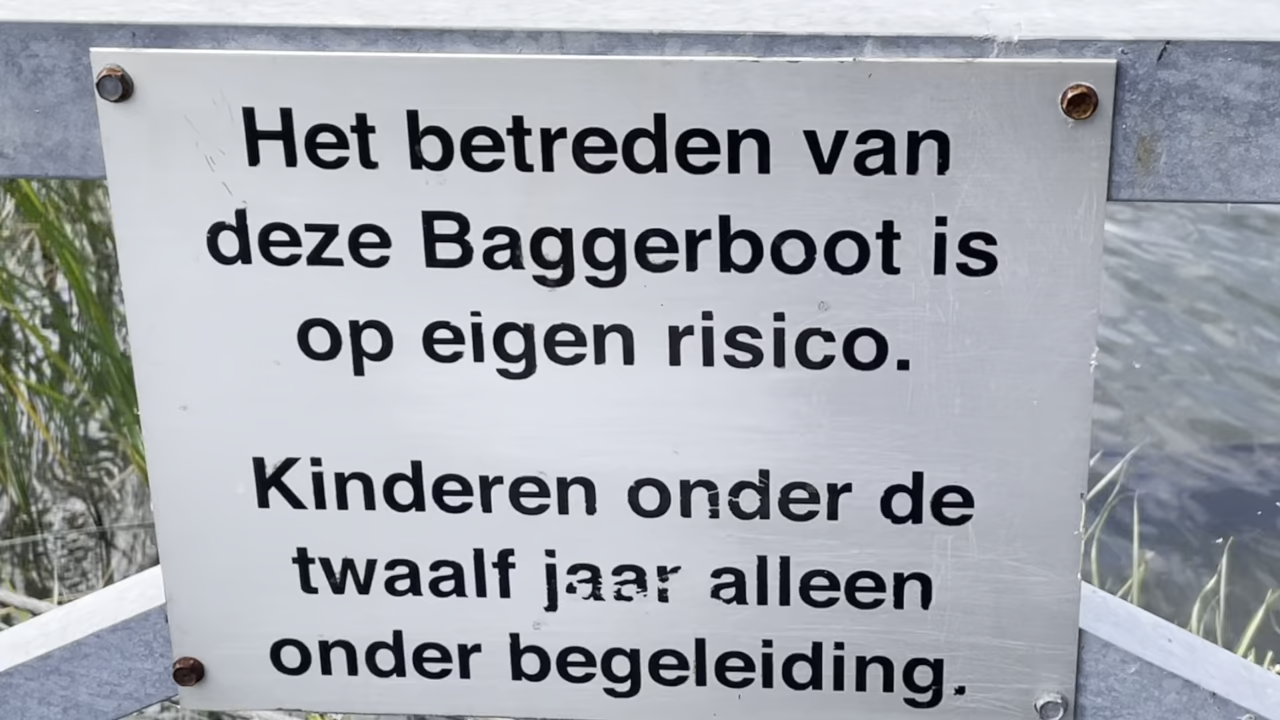 Het betreden van
deze Baggerboot is
op eigen risico.
Kinderen onder de
twaalf jaar alleen
onder begeleiding.